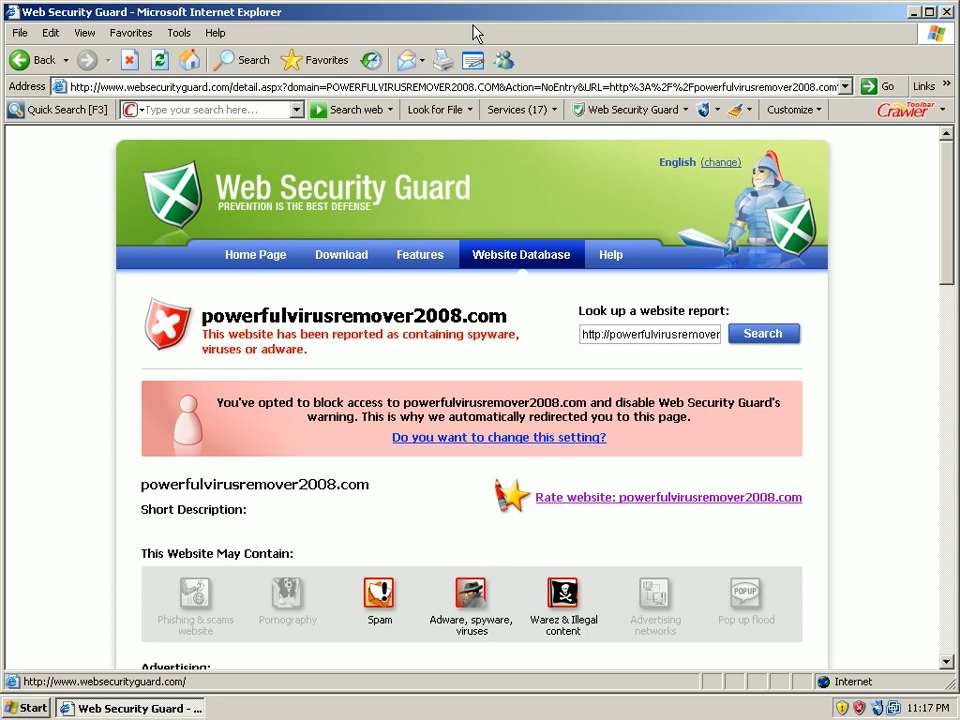 Web Security Guard - Microsoft Internet Explorer
File Edit View Favorites Tools Help
Back Search Favorites
Address http://www.websecurityguard.com/detail.aspx?domain=POWERFULVIRUSREMOVER2008.COM&Action=NoEntry&URL=http%3A%2F%2Fpowerfulvirusremover2008.com Go Links »
Quick Search [F3] Type your search here... Search web Look for File Services (17) Web Security Guard Customize Crawler Toolbar
English (change)
Web Security Guard
PREVENTION IS THE BEST DEFENSE
Home Page Download Features Website Database Help
powerfulvirusremover2008.com
This website has been reported as containing spyware,
viruses or adware.
Look up a website report:
http://powerfulvirusremover Search
You've opted to block access to powerfulvirusremover2008.com and disable Web Security Guard's
warning. This is why we automatically redirected you to this page.
Do you want to change this setting?
powerfulvirusremover2008.com
Rate website: powerfulvirusremover2008.com
Short Description:
This Website May Contain:
POPUP
Phishing & scams Pornography Spam Adware, spyware, Warez & Illegal Advertising Pop up flood
website viruses content networks
Advertising:
http://www.websecurityguard.com/ Internet
Start Web Security Guard - ... 11:17 PM